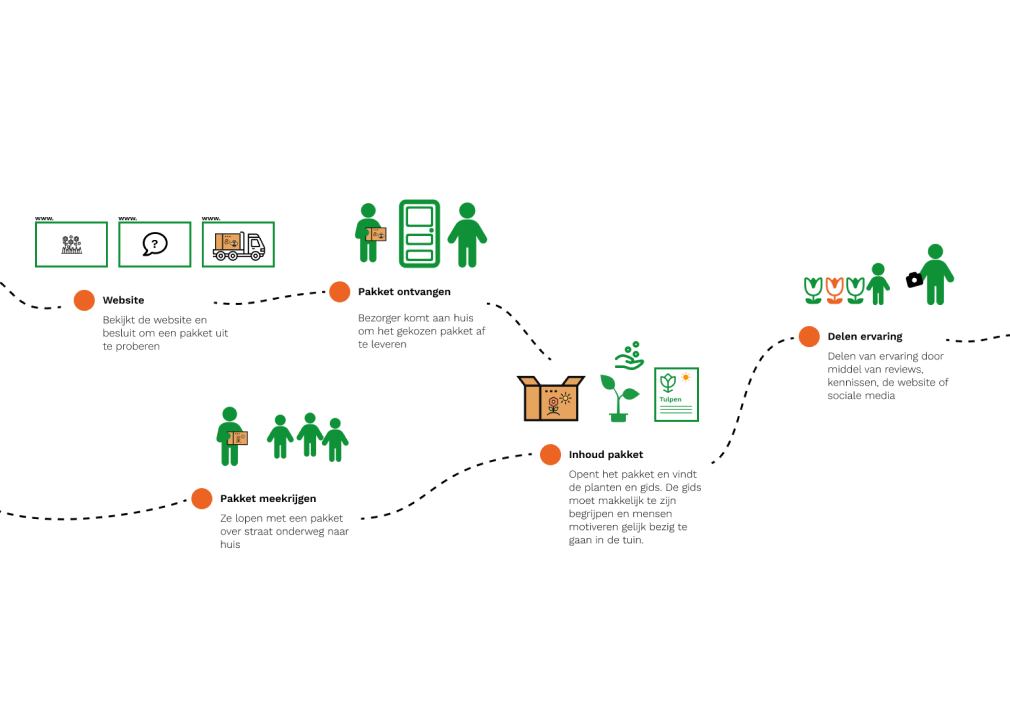 www.
www.
www.
Website
Bekijkt de website en
besluit om een pakket uit
te proberen
Pakket ontvangen
Bezorger komt aan huis
om het gekozen pakket af
te leveren
Pakket meekrijgen
Ze lopen met een pakket
over straat onderweg naar
huis
?
Tulpen
Inhoud pakket
Opent het pakket en vindt
de planten en gids. De gids
moet makkelijk te zijn
begrijpen en mensen
motiveren gelijk bezig te
gaan in de tuin.
Delen ervaring
Delen van ervaring door
middel van reviews,
kennissen, de website of
sociale media